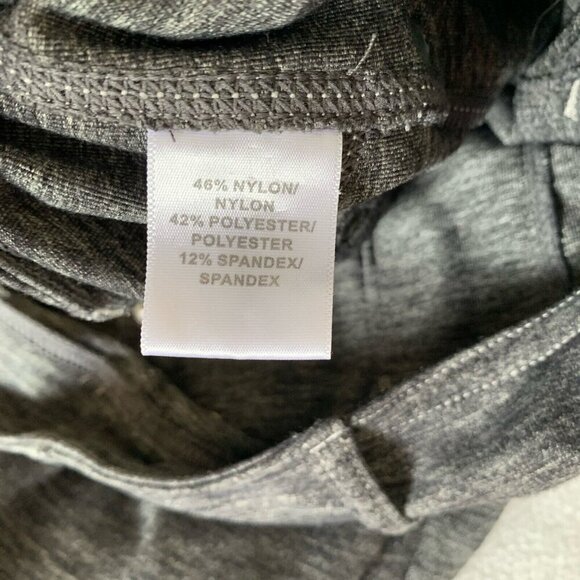 46% NYLON/
NYLON
42% POLYESTER/
POLYESTER
12% SPANDEX/
SPANDEX